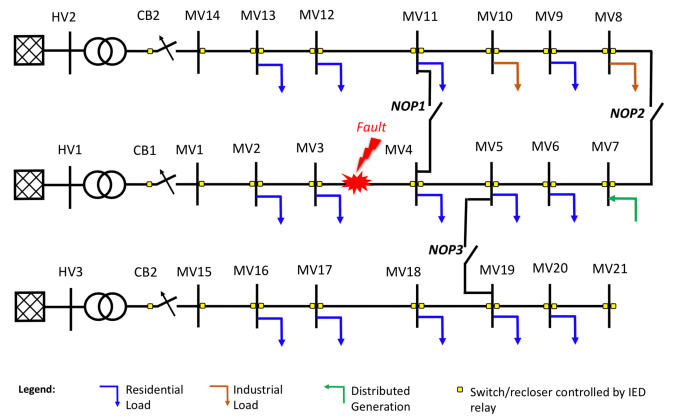 HV2 CB2 MV14 MV13 MV12 MV11 MV10 MV9 MV8
NOP1 NOP2
Fault
HV1 CB1 MV1 MV2 MV3 MV4 MV5 MV6 MV7
NOP3
HV3 CB2 MV15 MV16 MV17 MV18 MV19 MV20 MV21
Legend: Residential Industrial Distributed Switch/recloser controlled by IED
Load Load Generation relay